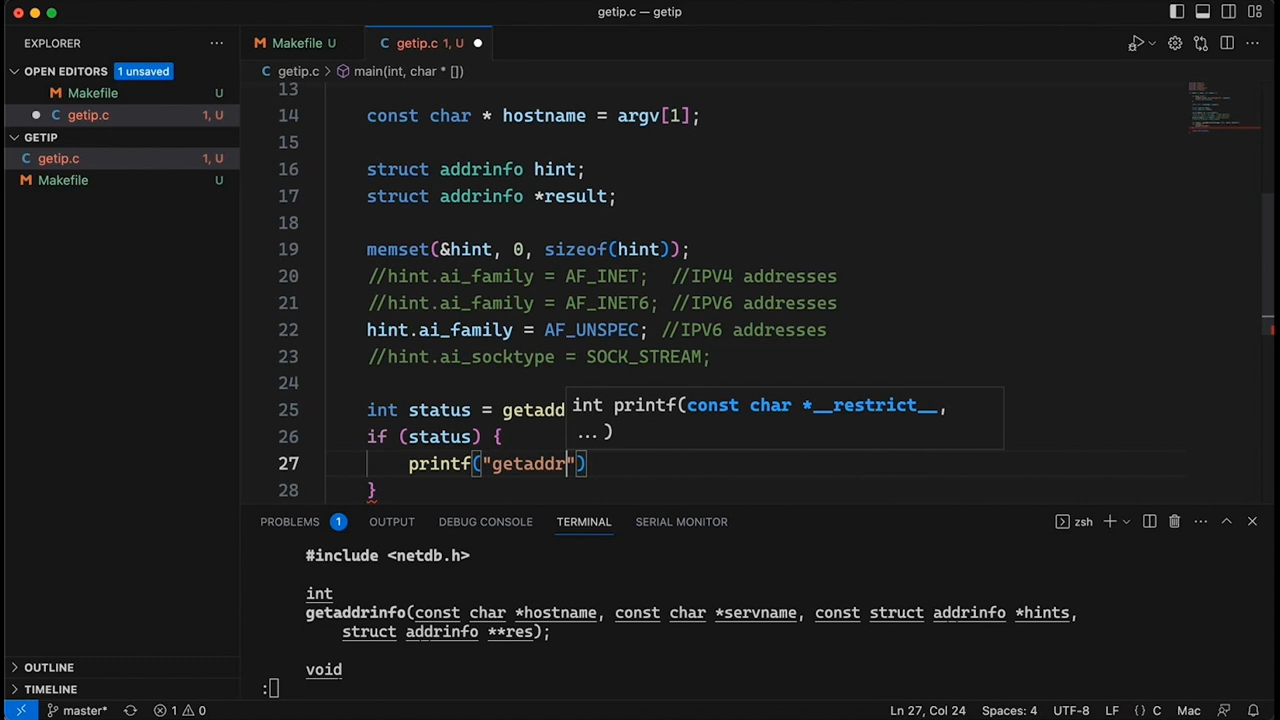 getip.c — getip
EXPLORER
OPEN EDITORS 1 unsaved
Makefile U
getip.c 1, U
GETIP
getip.c 1, U
Makefile U
OUTLINE
TIMELINE
Makefile U
getip.c 1, U
getip.c > main(int, char * [])
13
14 const char * hostname = argv[1];
15
16 struct addrinfo hint;
17 struct addrinfo *result;
18
19 memset(&hint, 0, sizeof(hint));
20 //hint.ai_family = AF_INET; //IPV4 addresses
21 //hint.ai_family = AF_INET6; //IPV6 addresses
22 hint.ai_family = AF_UNSPEC; //IPV6 addresses
23 //hint.ai_socktype = SOCK_STREAM;
24
25 int status = getadd
int printf(const char *__restrict__,
...)
26 if (status) {
27 printf("getaddr")
28 }
PROBLEMS 1 OUTPUT DEBUG CONSOLE TERMINAL SERIAL MONITOR
zsh
#include <netdb.h>
int
getaddrinfo(const char *hostname, const char *servname, const struct addrinfo *hints,
struct addrinfo **res);
void
:
master* 1 0 Ln 27, Col 24 Spaces: 4 UTF-8 LF {} C Mac